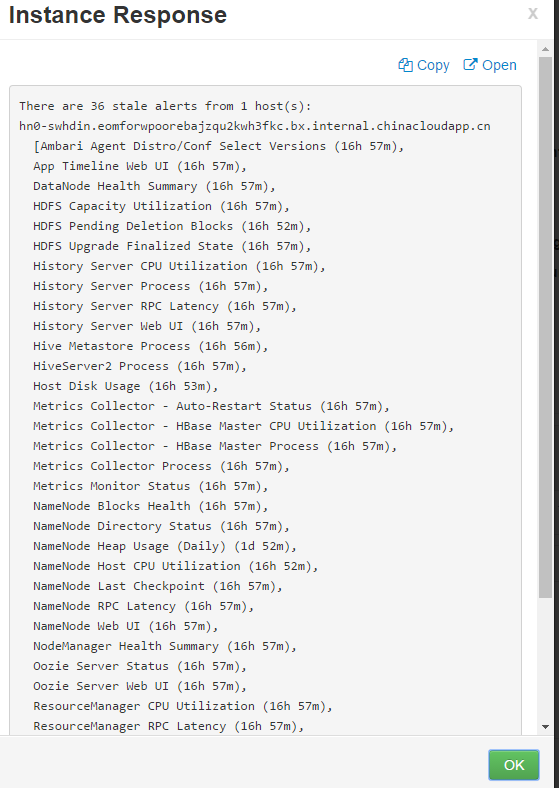 Instance Response
x
Copy Open
There are 36 stale alerts from 1 host(s):
hn0-swhdin.eomforwpoorebajzqu2kwh3fkc.bx.internal.chinacloudapp.cn
[Ambari Agent Distro/Conf Select Versions (16h 57m),
App Timeline Web UI (16h 57m),
DataNode Health Summary (16h 57m),
HDFS Capacity Utilization (16h 57m),
HDFS Pending Deletion Blocks (16h 52m),
HDFS Upgrade Finalized State (16h 57m),
History Server CPU Utilization (16h 57m),
History Server Process (16h 57m),
History Server RPC Latency (16h 57m),
History Server Web UI (16h 57m),
Hive Metastore Process (16h 56m),
HiveServer2 Process (16h 57m),
Host Disk Usage (16h 53m),
Metrics Collector - Auto-Restart Status (16h 57m),
Metrics Collector - HBase Master CPU Utilization (16h 57m),
Metrics Collector - HBase Master Process (16h 57m),
Metrics Collector Process (16h 57m),
Metrics Monitor Status (16h 57m),
NameNode Blocks Health (16h 57m),
NameNode Directory Status (16h 57m),
NameNode Heap Usage (Daily) (1d 52m),
NameNode Host CPU Utilization (16h 52m),
NameNode Last Checkpoint (16h 57m),
NameNode RPC Latency (16h 57m),
NameNode Web UI (16h 57m),
NodeManager Health Summary (16h 57m),
Oozie Server Status (16h 57m),
Oozie Server Web UI (16h 57m),
ResourceManager CPU Utilization (16h 57m),
ResourceManager RPC Latency (16h 57m),
OK